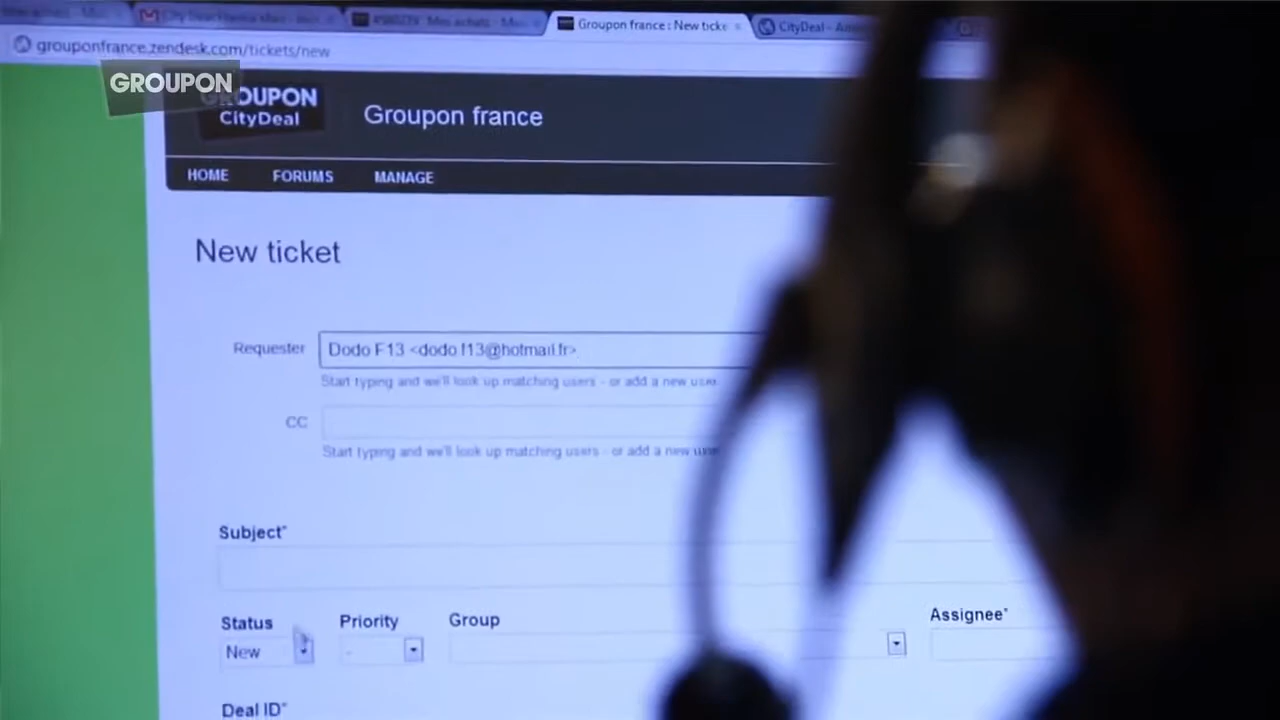 Groupon france : New ticke
CityDeal -
grouponfrance.zendesk.com/tickets/new
GROUPON
GROUPON
CityDeal
Groupon france
HOME FORUMS MANAGE
New ticket
Requester Dodo F13 <dodo.f13@hotmail.fr>
Start typing and we'll look up matching users - or add a new user
CC
Start typing and we'll look up matching users - or add a new user
Subject*
Status Priority Group Assignee*
New -
Deal ID*